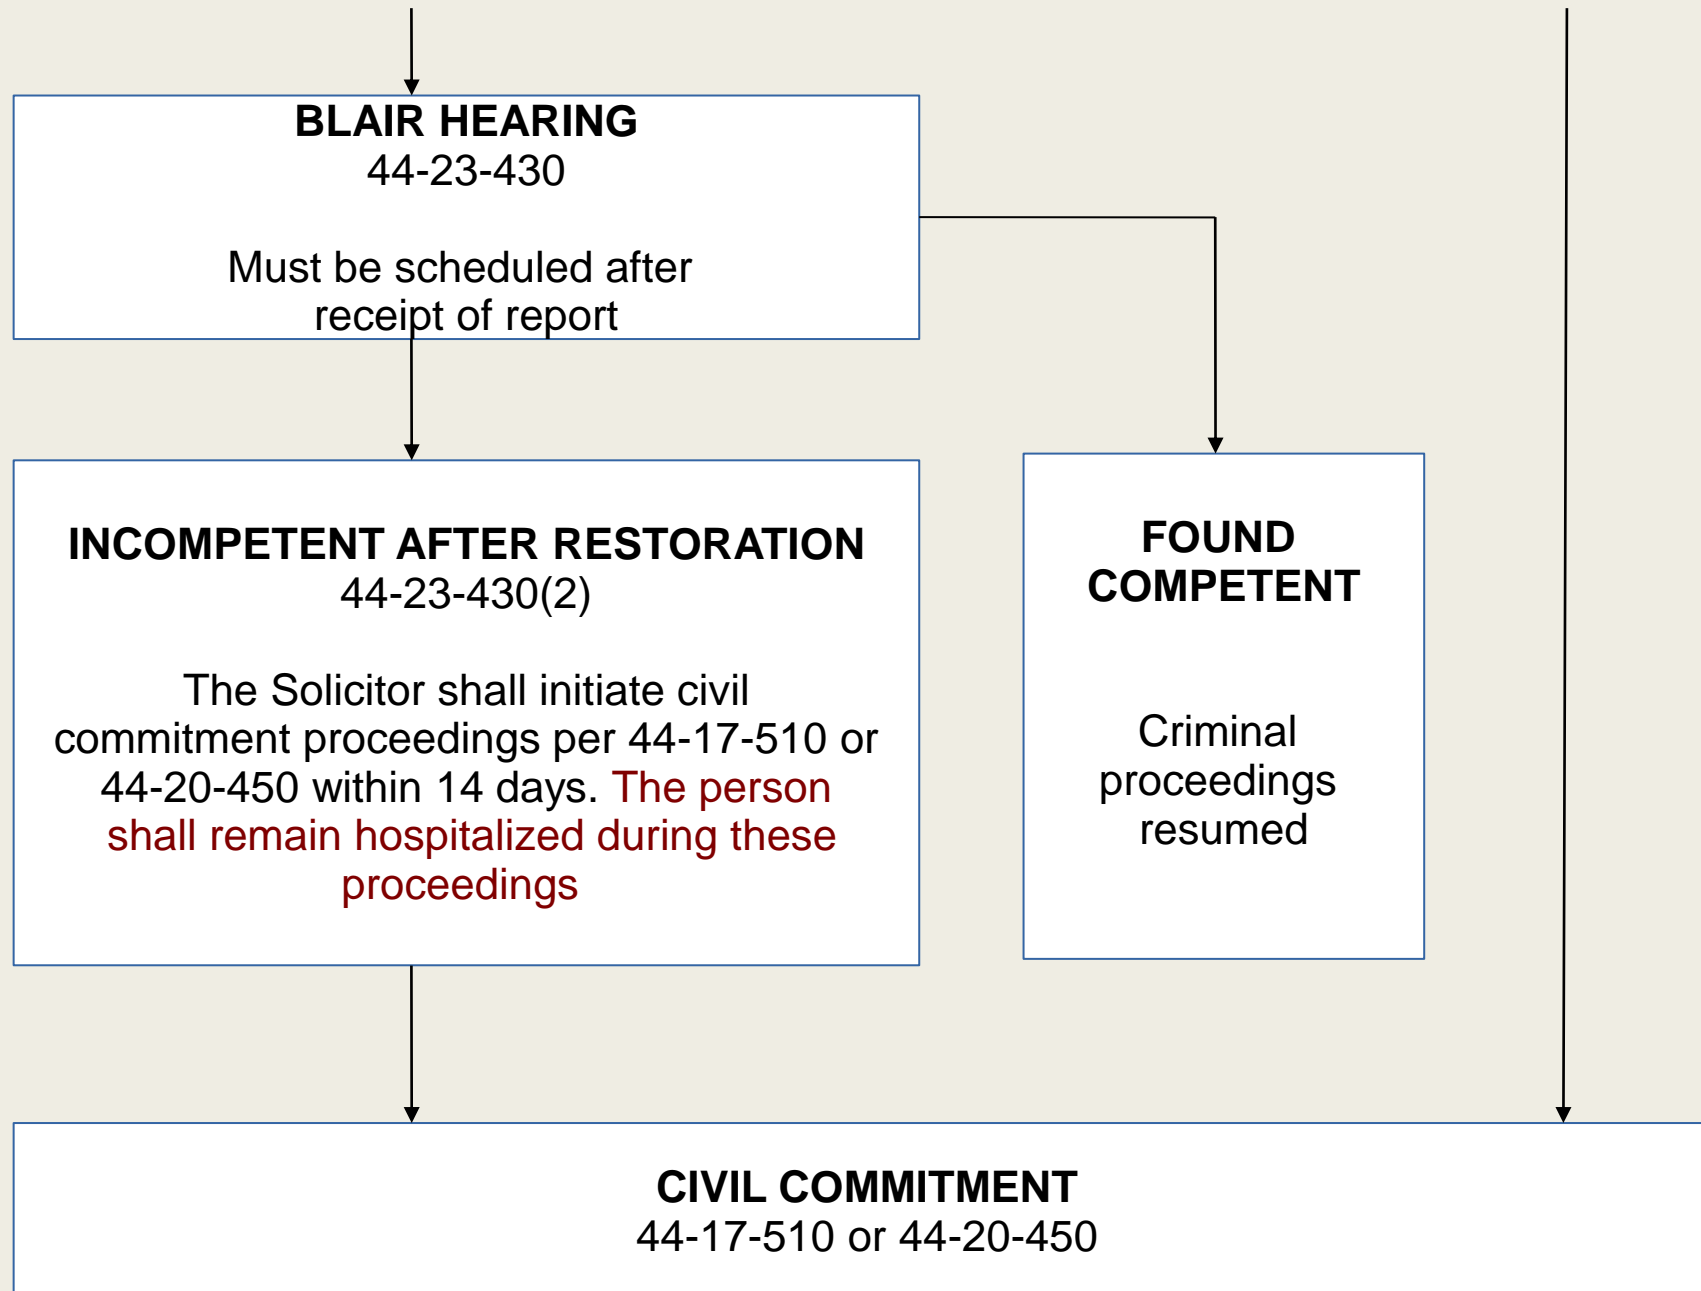 BLAIR HEARING
44-23-430
Must be scheduled after
receipt of report
INCOMPETENT AFTER RESTORATION
44-23-430(2)
The Solicitor shall initiate civil
commitment proceedings per 44-17-510 or
44-20-450 within 14 days. The person
shall remain hospitalized during these
proceedings
FOUND
COMPETENT
Criminal
proceedings
resumed
CIVIL COMMITMENT
44-17-510 or 44-20-450